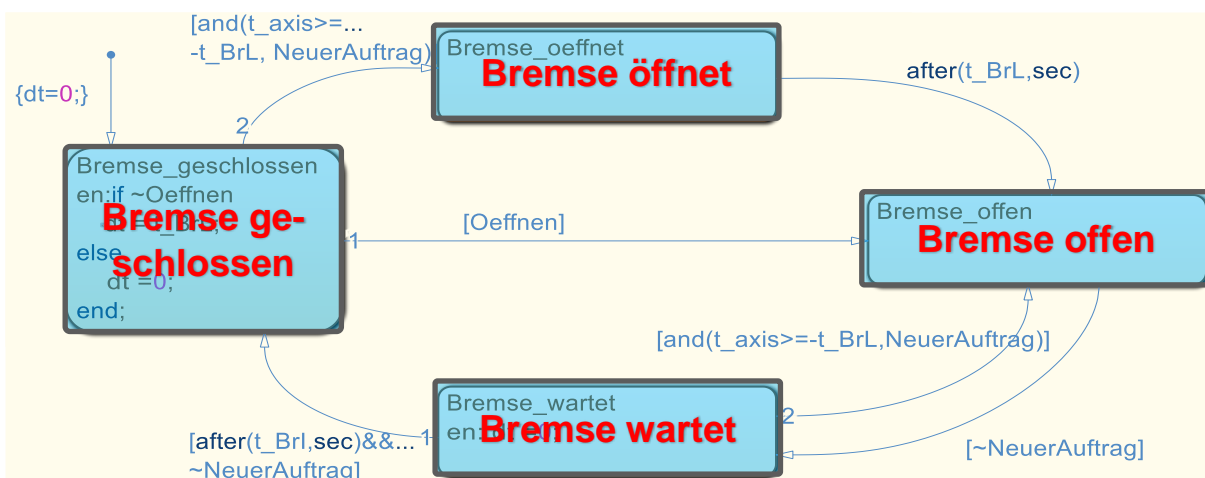 [and(t_axis>=...
-t_BrL, NeuerAuftrag)
{dt=0;}
2
Bremse_oeffnet
Bremse öffnet
after(t_BrL,sec)
Bremse_geschlossen
en:if ~Oeffnen
else
dt =0;
end;
Bremse ge-
schlossen
1
[Oeffnen]
Bremse_offen
Bremse offen
[and(t_axis>=-t_BrL,NeuerAuftrag)]
Bremse_wartet
en:
Bremse wartet
2
1
[after(t_Brl,sec)&&...
~NeuerAuftrag]
[~NeuerAuftrag]